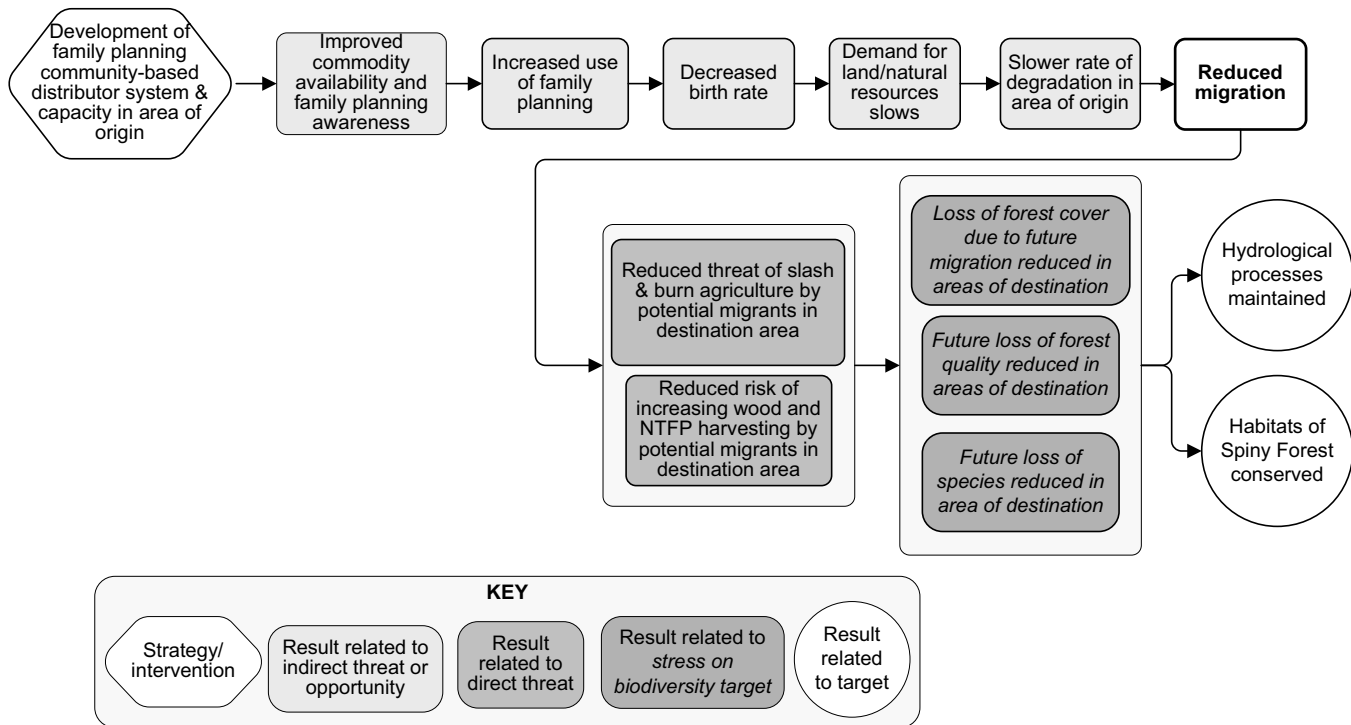 Development of
family planning
community-based
distributor system &
capacity in area of
origin
Improved
commodity
availability and
family planning
awareness
Increased use
of family
planning
Decreased
birth rate
Demand for
land/natural
resources
slows
Slower rate of
degradation in
area of origin
Reduced
migration
Reduced threat of slash
& burn agriculture by
potential migrants in
destination area
Reduced risk of
increasing wood and
NTFP harvesting by
potential migrants in
destination area
Loss of forest cover
due to future
migration reduced in
areas of destination
Future loss of forest
quality reduced in
areas of destination
Future loss of
species reduced in
area of destination
Hydrological
processes
maintained
Habitats of
Spiny Forest
conserved
KEY
Strategy/
intervention
Result related to
indirect threat or
opportunity
Result
related to
direct threat
Result related to
stress on
biodiversity target
Result
related
to target